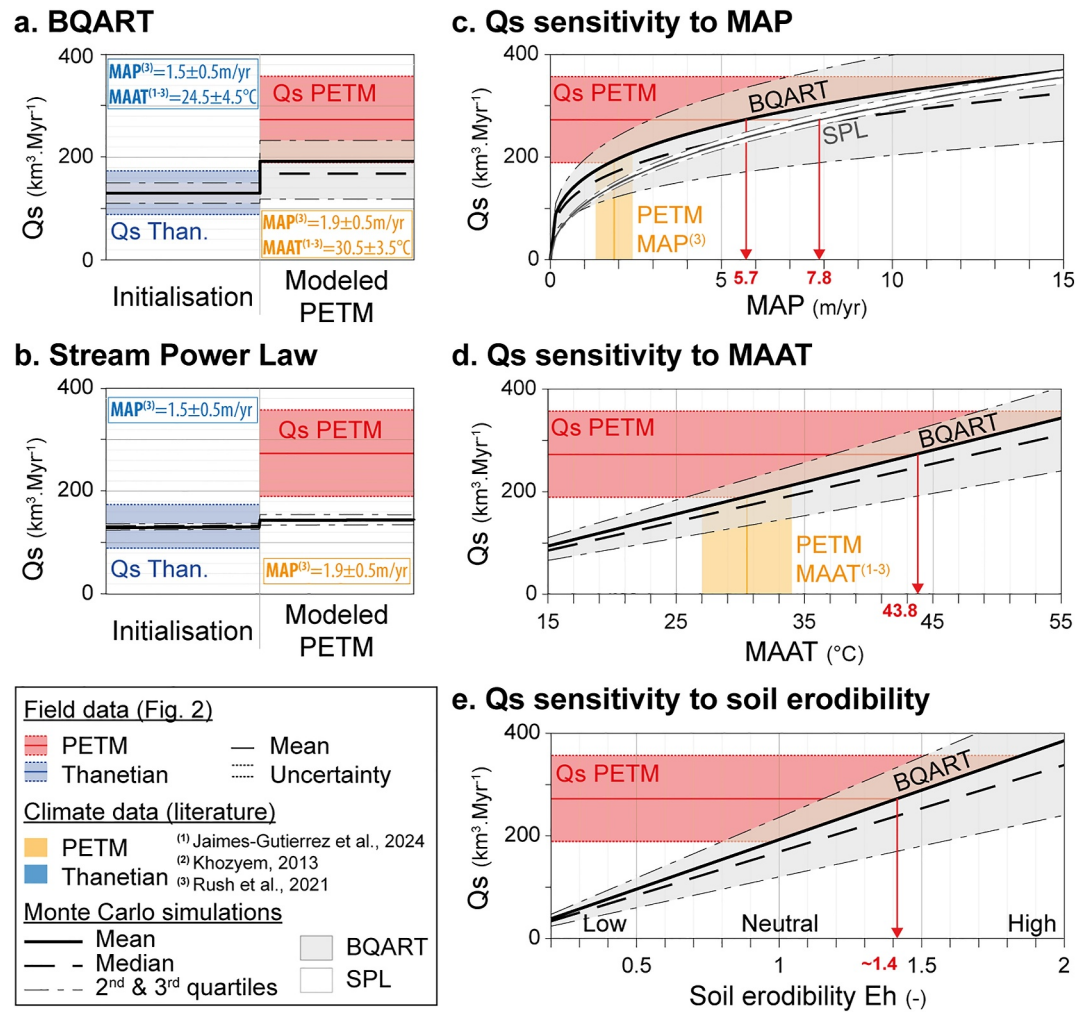 a. BQART
400
200
0
Qs (km³.Myr⁻¹)
MAP⁽³⁾=1.5±0.5m/yr
MAAT⁽¹⁻³⁾=24.5±4.5°C
Qs PETM
Qs Than.
MAP⁽³⁾=1.9±0.5m/yr
MAAT⁽¹⁻³⁾=30.5±3.5°C
Initialisation
Modeled
PETM
b. Stream Power Law
400
200
0
Qs (km³.Myr⁻¹)
MAP⁽³⁾=1.5±0.5m/yr
Qs PETM
Qs Than.
MAP⁽³⁾=1.9±0.5m/yr
Initialisation
Modeled
PETM
Field data (Fig. 2)
PETM
Mean
Thanetian
Uncertainty
Climate data (literature)
PETM
Thanetian
⁽¹⁾ Jaimes-Gutierrez et al., 2024
⁽²⁾ Khozyem, 2013
⁽³⁾ Rush et al., 2021
Monte Carlo simulations
Mean
Median
2ⁿᵈ & 3ʳᵈ quartiles
BQART
SPL
c. Qs sensitivity to MAP
400
200
0
Qs (km³.Myr⁻¹)
Qs PETM
BQART
SPL
PETM
MAP⁽³⁾
0 5 5.7 7.8 10 15
MAP (m/yr)
d. Qs sensitivity to MAAT
400
200
0
Qs (km³.Myr⁻¹)
Qs PETM
BQART
PETM
MAAT⁽¹⁻³⁾
15 25 35 43.8 45 55
MAAT (°C)
e. Qs sensitivity to soil erodibility
400
200
0
Qs (km³.Myr⁻¹)
Qs PETM
BQART
Low Neutral High
0.5 1 ~1.4 1.5 2
Soil erodibility Eh (-)